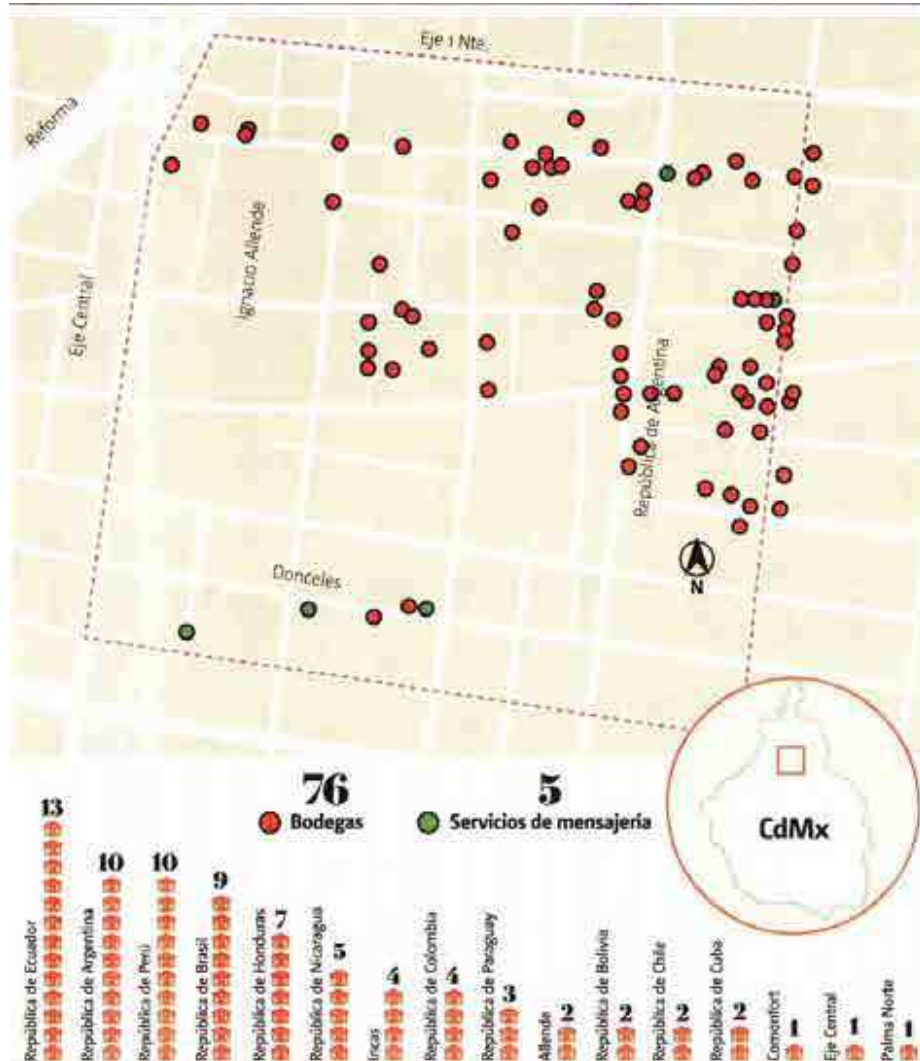 Eje 1 Nte.
Reforma
Ignacio Allende
Eje Central
República de Argentina
N
Donceles
76
Bodegas
5
Servicios de mensajería
CdMx
13
República de Ecuador
10
República de Argentina
10
República de Perú
9
República de Brasil
7
República de Honduras
5
República de Nicaragua
4
Incas
4
República de Colombia
3
República de Paraguay
2
Allende
2
República de Bolivia
2
República de Chile
2
República de Cuba
1
Comonfort
1
Eje Central
1
Palma Norte